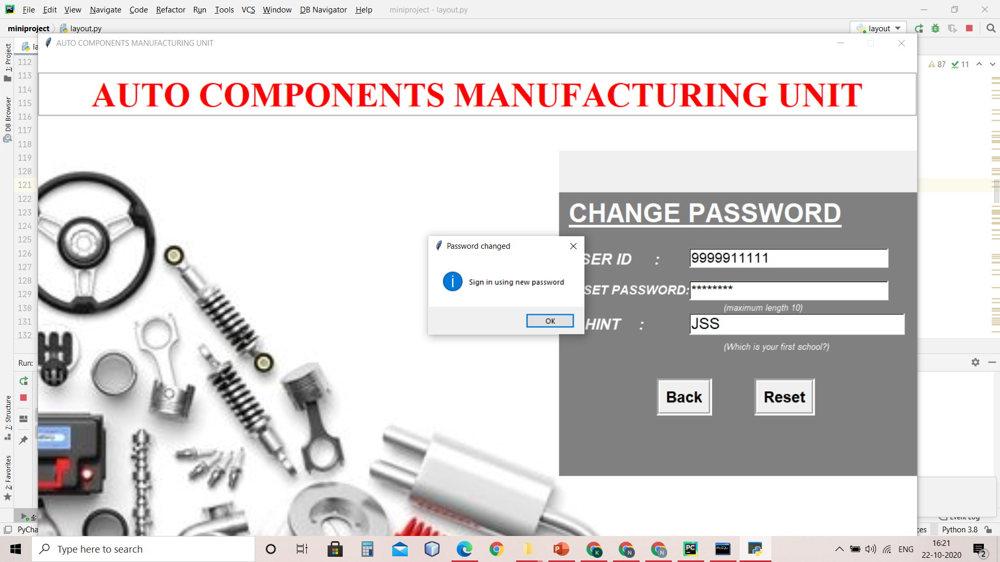 File Edit View Navigate Code Refactor Run Tools VCS Window DB Navigator Help miniproject - layout.py
miniproject layout.py
layout
AUTO COMPONENTS MANUFACTURING UNIT
87 11
AUTO COMPONENTS MANUFACTURING UNIT
1: Project
DB Browser
7: Structure
2: Favorites
112
113
114
115
116
117
118
119
120
121
122
123
124
125
126
127
128
129
130
131
132
CHANGE PASSWORD
SER ID : 9999911111
SET PASSWORD: ********
(maximum length 10)
HINT : JSS
(Which is your first school?)
Back Reset
Password changed
Sign in using new password
OK
Run:
4:
Event Log
PyCha
ces Python 3.8
Type here to search
ENG
16:21
22-10-2020
2